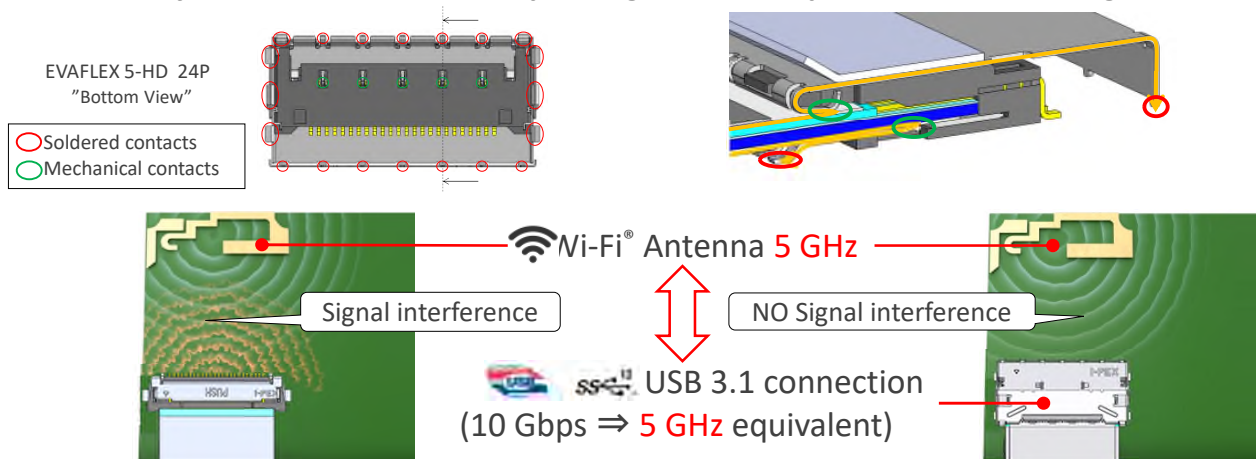 EVAFLEX 5-HD 24P
”Bottom View”
Soldered contacts
Mechanical contacts
Wi-Fi® Antenna 5 GHz
Signal interference
NO Signal interference
USB 3.1 connection
(10 Gbps ⇒ 5 GHz equivalent)
PUSH
I-PEX
I-PEX